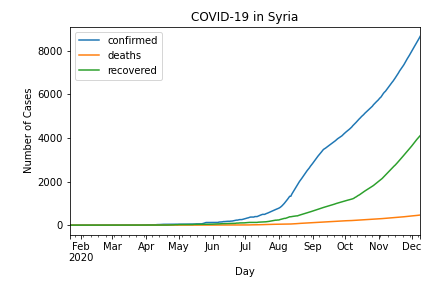 COVID-19 in Syria
confirmed
deaths
recovered
Number of Cases
8000
6000
4000
2000
0
Feb Mar Apr May Jun Jul Aug Sep Oct Nov Dec
2020
Day